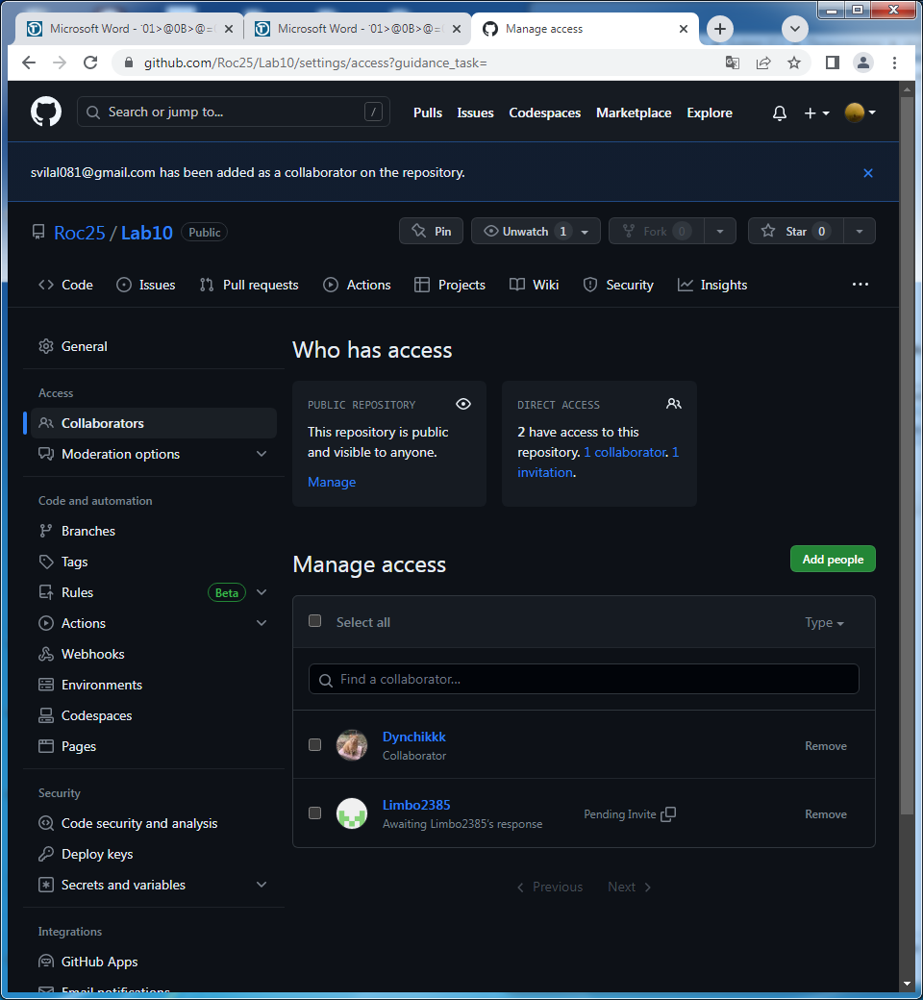 Microsoft Word - '01>@0B>@=
Microsoft Word - '01>@0B>@=
Manage access
github.com/Roc25/Lab10/settings/access?guidance_task=
Search or jump to...
/
Pulls
Issues
Codespaces
Marketplace
Explore
svilal081@gmail.com has been added as a collaborator on the repository.
Roc25 / Lab10
Public
Pin
Unwatch 1
Fork 0
Star 0
Code
Issues
Pull requests
Actions
Projects
Wiki
Security
Insights
General
Access
Collaborators
Moderation options
Code and automation
Branches
Tags
Rules
Beta
Actions
Webhooks
Environments
Codespaces
Pages
Security
Code security and analysis
Deploy keys
Secrets and variables
Integrations
GitHub Apps
Email notifications
Who has access
PUBLIC REPOSITORY
This repository is public
and visible to anyone.
Manage
DIRECT ACCESS
2 have access to this
repository. 1 collaborator. 1
invitation.
Manage access
Add people
Select all
Type
Find a collaborator...
Dynchikkk
Collaborator
Remove
Limbo2385
Awaiting Limbo2385's response
Pending Invite
Remove
Previous
Next